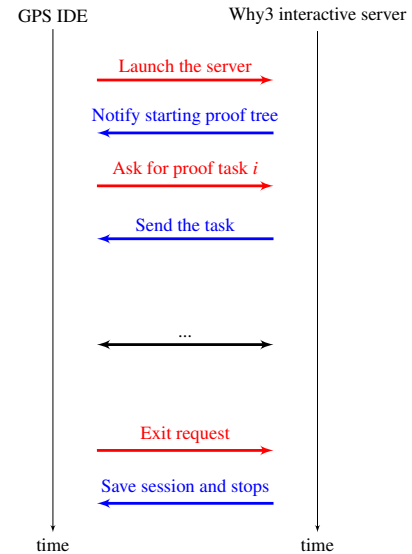 GPS IDE
Why3 interactive server
Launch the server
Notify starting proof tree
Ask for proof task i
Send the task
...
Exit request
Save session and stops
time
time